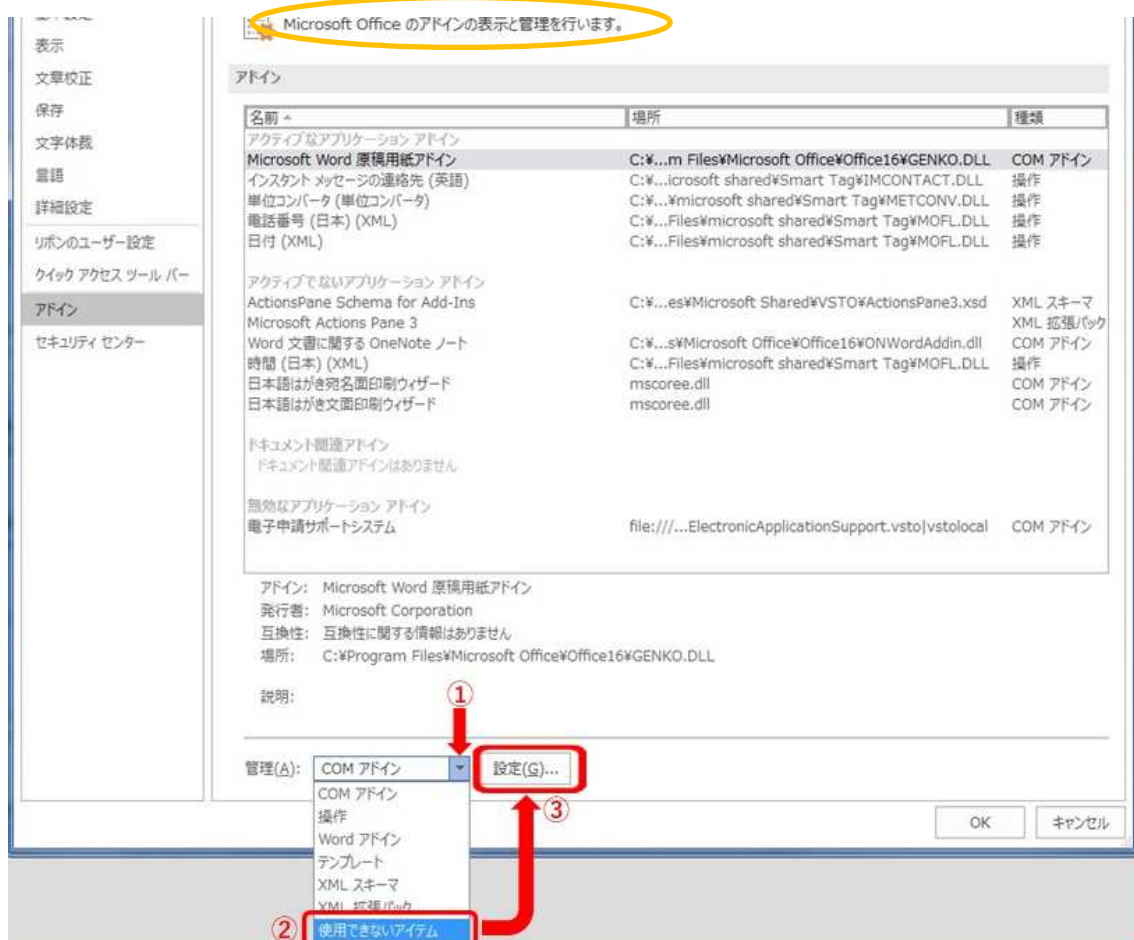 Microsoft Office のアドインの表示と管理を行います。
表示
文章校正
保存
文字体裁
言語
詳細設定
リボンのユーザー設定
クイック アクセス ツール バー
アドイン
セキュリティ センター
アドイン
名前 場所 種類
アクティブなアプリケーション アドイン
Microsoft Word 原稿用紙アドイン C:¥...m Files¥Microsoft Office¥Office16¥GENKO.DLL COM アドイン
インスタント メッセージの連絡先 (英語) C:¥...icrosoft shared¥Smart Tag¥IMCONTACT.DLL 操作
単位コンバータ (単位コンバータ) C:¥...¥microsoft shared¥Smart Tag¥METCONV.DLL 操作
電話番号 (日本) (XML) C:¥...Files¥microsoft shared¥Smart Tag¥MOFL.DLL 操作
日付 (XML) C:¥...Files¥microsoft shared¥Smart Tag¥MOFL.DLL 操作
アクティブでないアプリケーション アドイン
ActionsPane Schema for Add-Ins C:¥...es¥Microsoft Shared¥VSTO¥ActionsPane3.xsd XML スキーマ
Microsoft Actions Pane 3 XML 拡張パック
Word 文書に関する OneNote ノート C:¥...s¥Microsoft Office¥Office16¥ONWordAddin.dll COM アドイン
時間 (日本) (XML) C:¥...Files¥microsoft shared¥Smart Tag¥MOFL.DLL 操作
日本語はがき宛名面印刷ウィザード mscoree.dll COM アドイン
日本語はがき文面印刷ウィザード mscoree.dll COM アドイン
ドキュメント関連アドイン
ドキュメント関連アドインはありません
無効なアプリケーション アドイン
電子申請サポートシステム file:///...ElectronicApplicationSupport.vsto|vstolocal COM アドイン
アドイン: Microsoft Word 原稿用紙アドイン
発行者: Microsoft Corporation
互換性: 互換性に関する情報はありません
場所: C:¥Program Files¥Microsoft Office¥Office16¥GENKO.DLL
説明:
①
管理(A): COM アドイン 設定(G)...
③
COM アドイン
操作
Word アドイン
テンプレート
XML スキーマ
XML 拡張パック
② 使用できないアイテム
OK キャンセル